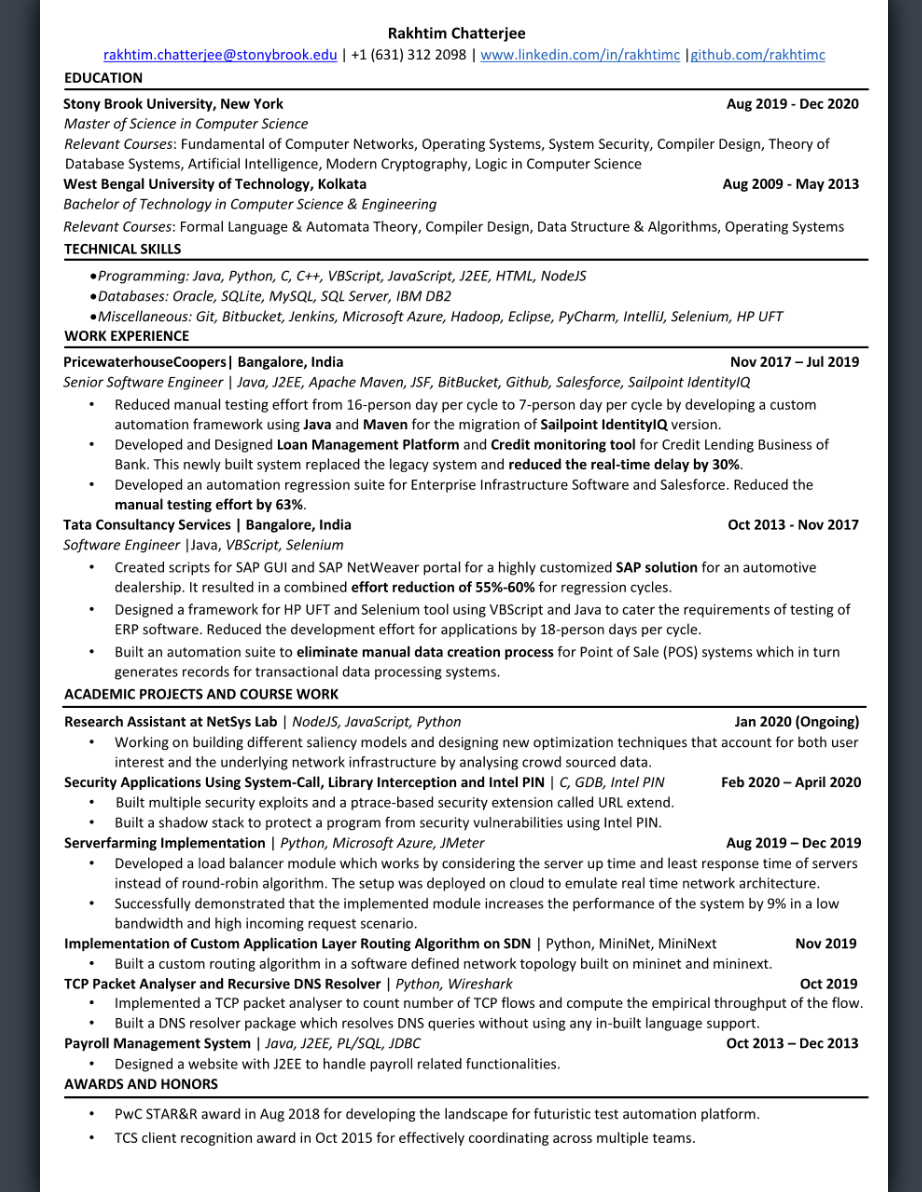 Rakhtim Chatterjee
rakhtim.chatterjee@stonybrook.edu | +1 (631) 312 2098 | www.linkedin.com/in/rakhtimc |github.com/rakhtimc
EDUCATION
Stony Brook University, New York Aug 2019 - Dec 2020
Master of Science in Computer Science
Relevant Courses: Fundamental of Computer Networks, Operating Systems, System Security, Compiler Design, Theory of
Database Systems, Artificial Intelligence, Modern Cryptography, Logic in Computer Science
West Bengal University of Technology, Kolkata Aug 2009 - May 2013
Bachelor of Technology in Computer Science & Engineering
Relevant Courses: Formal Language & Automata Theory, Compiler Design, Data Structure & Algorithms, Operating Systems
TECHNICAL SKILLS
•Programming: Java, Python, C, C++, VBScript, JavaScript, J2EE, HTML, NodeJS
•Databases: Oracle, SQLite, MySQL, SQL Server, IBM DB2
•Miscellaneous: Git, Bitbucket, Jenkins, Microsoft Azure, Hadoop, Eclipse, PyCharm, IntelliJ, Selenium, HP UFT
WORK EXPERIENCE
PricewaterhouseCoopers| Bangalore, India Nov 2017 – Jul 2019
Senior Software Engineer | Java, J2EE, Apache Maven, JSF, BitBucket, Github, Salesforce, Sailpoint IdentityIQ
• Reduced manual testing effort from 16-person day per cycle to 7-person day per cycle by developing a custom
automation framework using Java and Maven for the migration of Sailpoint IdentityIQ version.
• Developed and Designed Loan Management Platform and Credit monitoring tool for Credit Lending Business of
Bank. This newly built system replaced the legacy system and reduced the real-time delay by 30%.
• Developed an automation regression suite for Enterprise Infrastructure Software and Salesforce. Reduced the
manual testing effort by 63%.
Tata Consultancy Services | Bangalore, India Oct 2013 - Nov 2017
Software Engineer |Java, VBScript, Selenium
• Created scripts for SAP GUI and SAP NetWeaver portal for a highly customized SAP solution for an automotive
dealership. It resulted in a combined effort reduction of 55%-60% for regression cycles.
• Designed a framework for HP UFT and Selenium tool using VBScript and Java to cater the requirements of testing of
ERP software. Reduced the development effort for applications by 18-person days per cycle.
• Built an automation suite to eliminate manual data creation process for Point of Sale (POS) systems which in turn
generates records for transactional data processing systems.
ACADEMIC PROJECTS AND COURSE WORK
Research Assistant at NetSys Lab | NodeJS, JavaScript, Python Jan 2020 (Ongoing)
• Working on building different saliency models and designing new optimization techniques that account for both user
interest and the underlying network infrastructure by analysing crowd sourced data.
Security Applications Using System-Call, Library Interception and Intel PIN | C, GDB, Intel PIN Feb 2020 – April 2020
• Built multiple security exploits and a ptrace-based security extension called URL extend.
• Built a shadow stack to protect a program from security vulnerabilities using Intel PIN.
Serverfarming Implementation | Python, Microsoft Azure, JMeter Aug 2019 – Dec 2019
• Developed a load balancer module which works by considering the server up time and least response time of servers
instead of round-robin algorithm. The setup was deployed on cloud to emulate real time network architecture.
• Successfully demonstrated that the implemented module increases the performance of the system by 9% in a low
bandwidth and high incoming request scenario.
Implementation of Custom Application Layer Routing Algorithm on SDN | Python, MiniNet, MiniNext Nov 2019
• Built a custom routing algorithm in a software defined network topology built on mininet and mininext.
TCP Packet Analyser and Recursive DNS Resolver | Python, Wireshark Oct 2019
• Implemented a TCP packet analyser to count number of TCP flows and compute the empirical throughput of the flow.
• Built a DNS resolver package which resolves DNS queries without using any in-built language support.
Payroll Management System | Java, J2EE, PL/SQL, JDBC Oct 2013 – Dec 2013
• Designed a website with J2EE to handle payroll related functionalities.
AWARDS AND HONORS
• PwC STAR&R award in Aug 2018 for developing the landscape for futuristic test automation platform.
• TCS client recognition award in Oct 2015 for effectively coordinating across multiple teams.